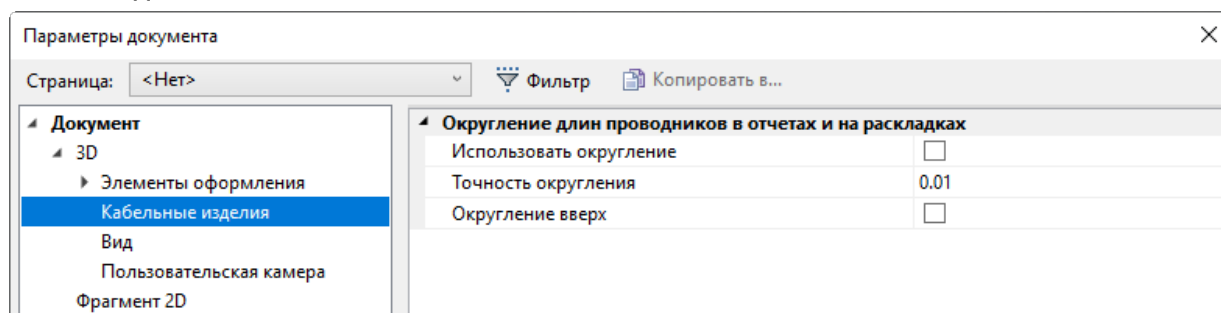 Параметры документа
Страница: <Нет> Фильтр Копировать в...
Документ
3D
Элементы оформления
Кабельные изделия
Вид
Пользовательская камера
Фрагмент 2D
Округление длин проводников в отчетах и на раскладках
Использовать округление
Точность округления 0.01
Округление вверх